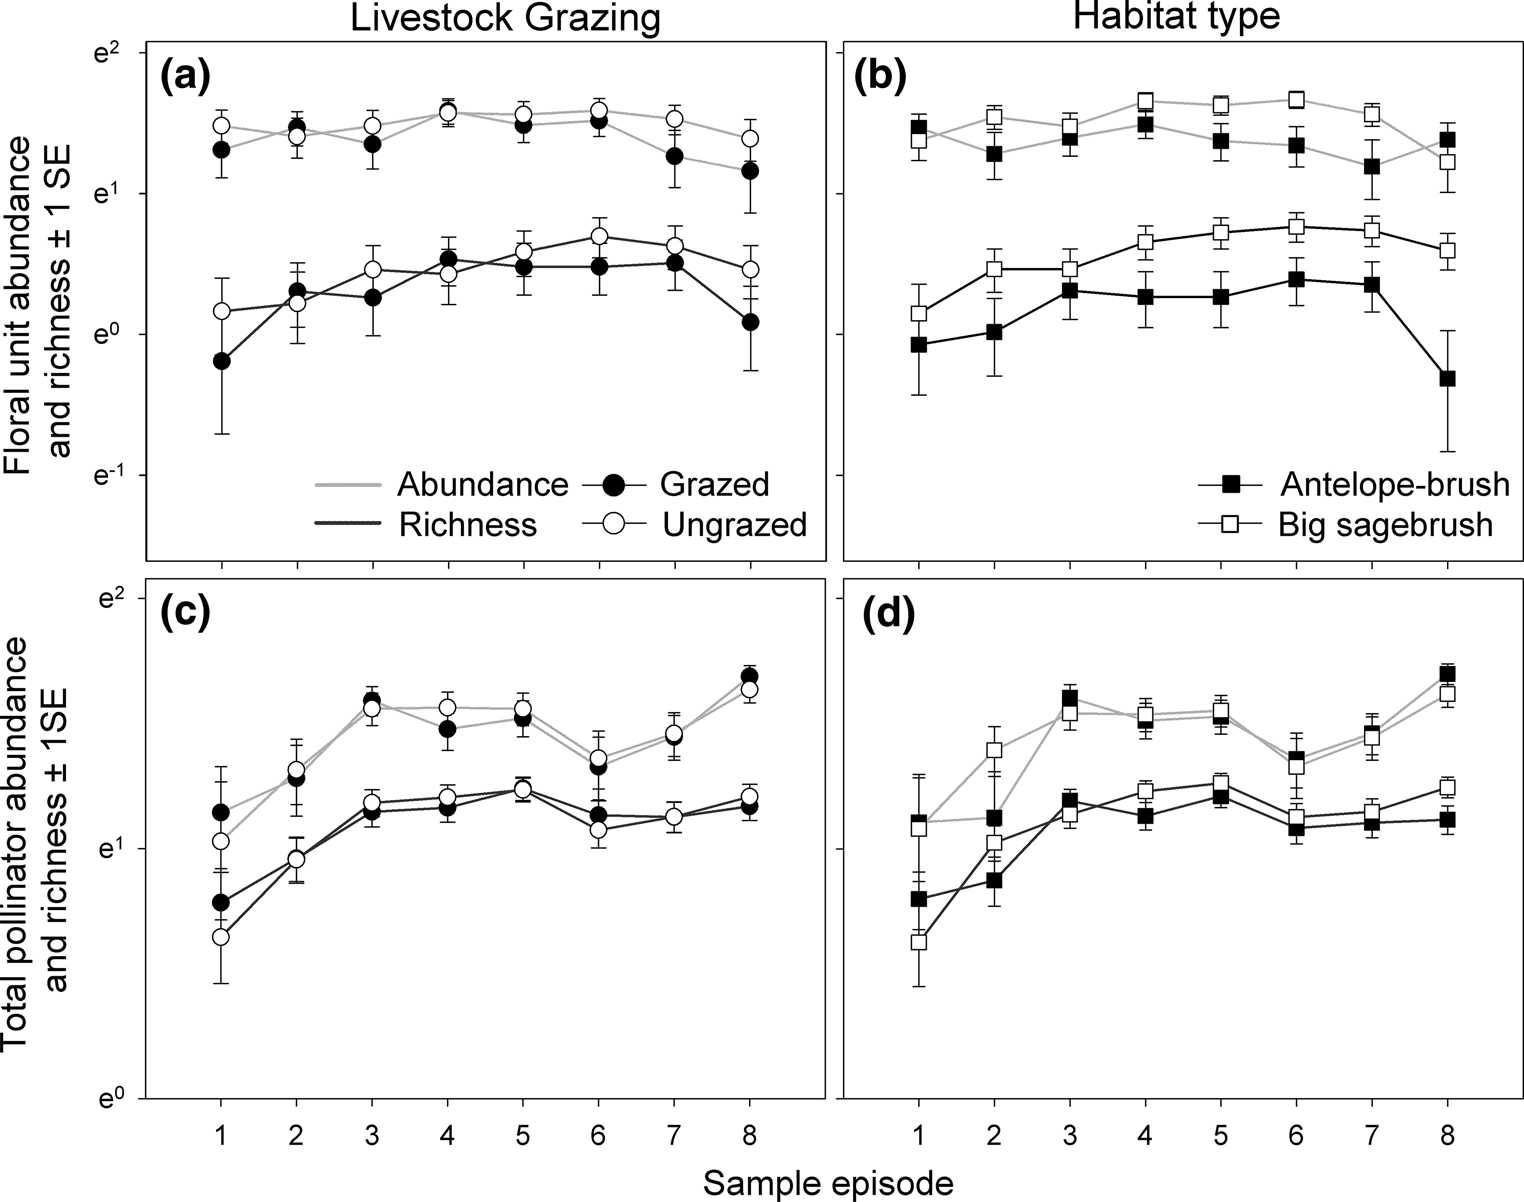 Livestock Grazing
Habitat type
Floral unit abundance
and richness ± 1 SE
e²
e¹
e⁰
e⁻¹
(a)
Abundance
Grazed
Richness
Ungrazed
(b)
Antelope-brush
Big sagebrush
Total pollinator abundance
and richness ± 1SE
e²
e¹
e⁰
(c)
(d)
1 2 3 4 5 6 7 8
1 2 3 4 5 6 7 8
Sample episode